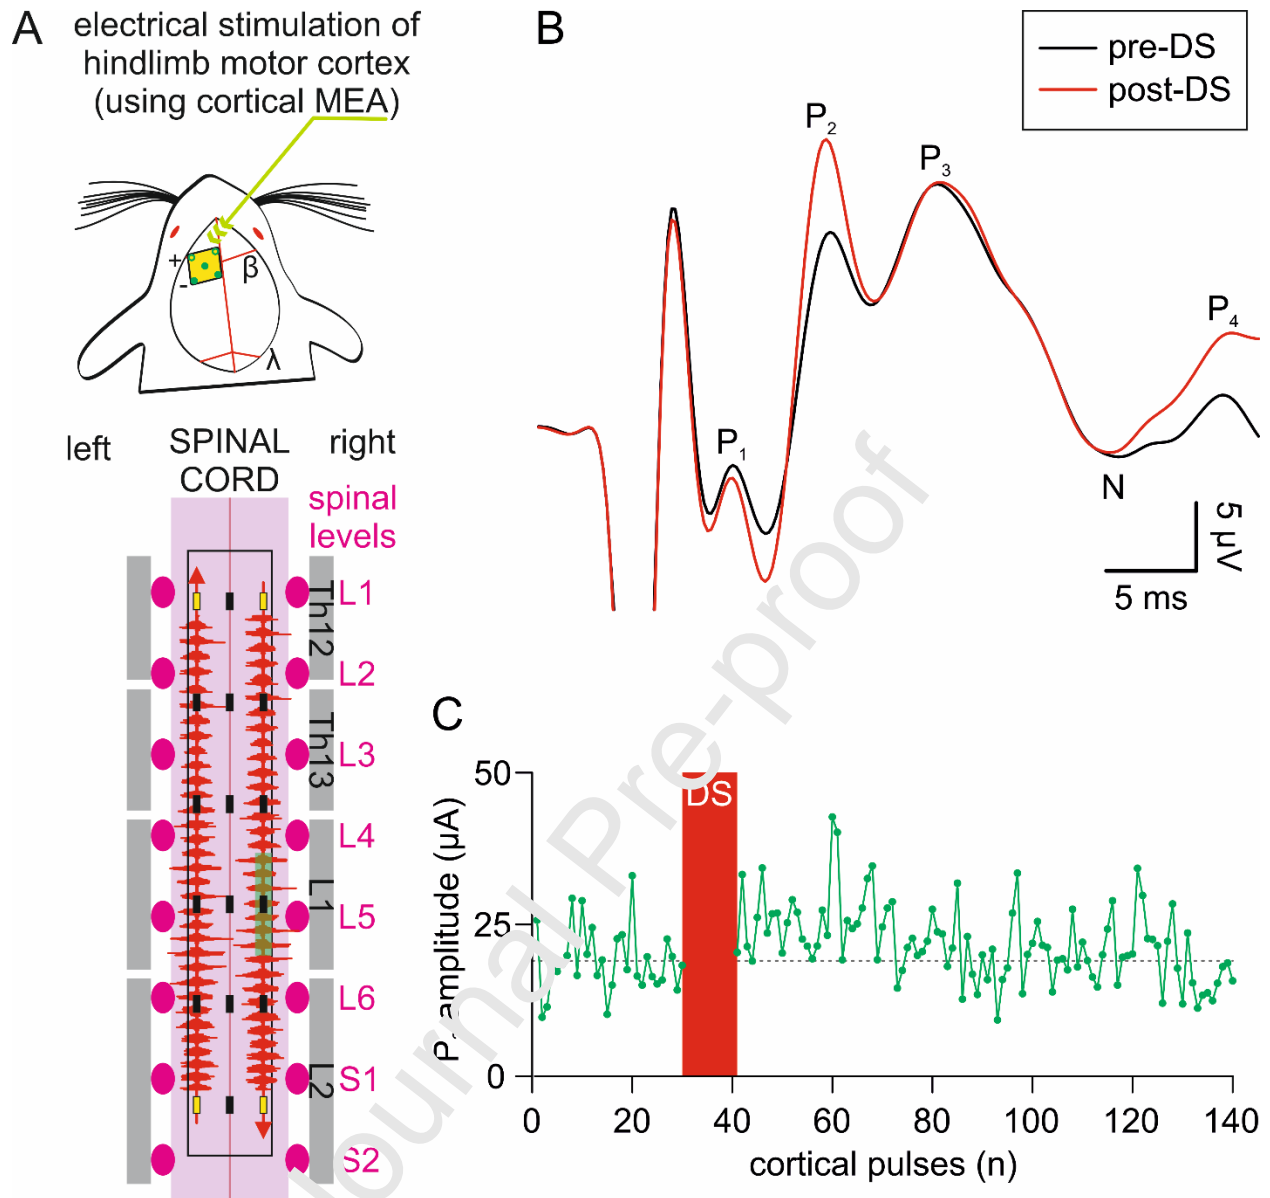 A
electrical stimulation of
hindlimb motor cortex
(using cortical MEA)
+
-
β
λ
left
SPINAL
CORD
right
spinal
levels
Th12
Th13
L1
L2
L1
L2
L3
L4
L5
L6
S1
S2
B
pre-DS
post-DS
P1
P2
P3
P4
N
5 µV
5 ms
C
50
25
0
amplitude (µA)
DS
0 20 40 60 80 100 120 140
cortical pulses (n)
Journal Pre-proof